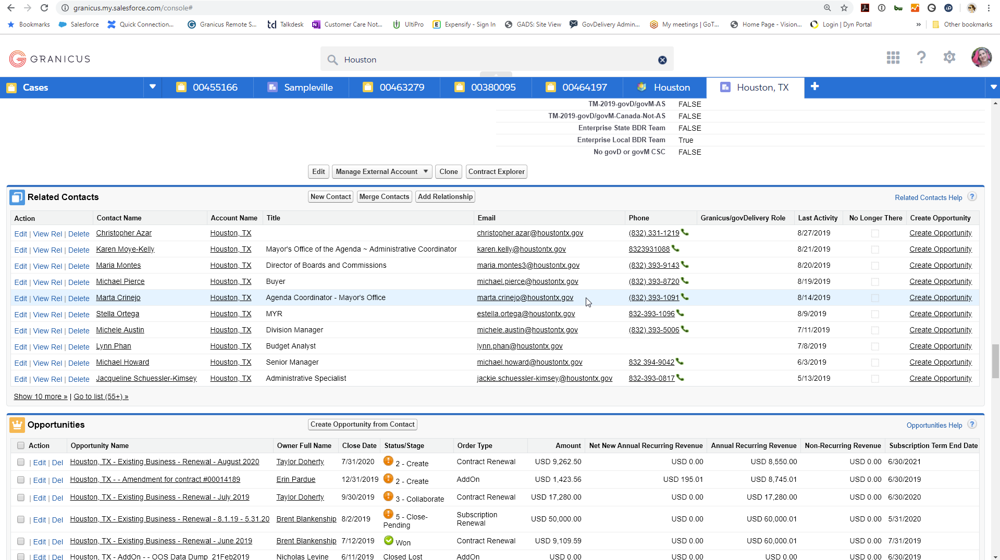 granicus.my.salesforce.com/console#
Bookmarks Salesforce Quick Connection... Granicus Remote S... Talkdesk Customer Care Not... UltiPro Expensify - Sign In GADS: Site View GovDelivery Admin... My meetings | GoT... Home Page - Vision... Login | Dyn Portal » Other bookmarks
GRANICUS Houston
Cases 00455166 Sampleville 00463279 00380095 00464197 Houston Houston, TX
TM-2019-govD/govM-AS FALSE
TM-2019-govD/govM-Canada-Not-AS FALSE
Enterprise State BDR Team FALSE
Enterprise Local BDR Team True
No govD or govM CSC FALSE
Edit Manage External Account Clone Contract Explorer
Related Contacts New Contact Merge Contacts Add Relationship Related Contacts Help ?
Action Contact Name Account Name Title Email Phone Granicus/govDelivery Role Last Activity No Longer There Create Opportunity
Edit | View Rel | Delete Christopher Azar Houston, TX christopher.azar@houstontx.gov (832) 331-1219 8/27/2019 Create Opportunity
Edit | View Rel | Delete Karen Moye-Kelly Houston, TX Mayor's Office of the Agenda ~ Administrative Coordinator karen.kelly@houstontx.gov 8323931088 8/21/2019 Create Opportunity
Edit | View Rel | Delete Maria Montes Houston, TX Director of Boards and Commissions maria.montes3@houstontx.gov (832) 393-9143 8/20/2019 Create Opportunity
Edit | View Rel | Delete Michael Pierce Houston, TX Buyer michael.pierce@houstontx.gov (832) 393-8720 8/19/2019 Create Opportunity
Edit | View Rel | Delete Marta Crinejo Houston, TX Agenda Coordinator - Mayor's Office marta.crinejo@houstontx.gov (832) 393-1091 8/14/2019 Create Opportunity
Edit | View Rel | Delete Stella Ortega Houston, TX MYR estella.ortega@houstontx.gov 832-393-1096 8/9/2019 Create Opportunity
Edit | View Rel | Delete Michele Austin Houston, TX Division Manager michele.austin@houstontx.gov (832) 393-5006 7/11/2019 Create Opportunity
Edit | View Rel | Delete Lynn Phan Houston, TX Budget Analyst lynn.phan@houstontx.gov 7/8/2019 Create Opportunity
Edit | View Rel | Delete Michael Howard Houston, TX Senior Manager michael.howard@houstontx.gov 832 394-9042 6/3/2019 Create Opportunity
Edit | View Rel | Delete Jacqueline Schuessler-Kimsey Houston, TX Administrative Specialist jackie.schuessler-kimsey@houstontx.gov 832-393-0817 5/13/2019 Create Opportunity
Show 10 more » | Go to list (55+) »
Opportunities Create Opportunity from Contact Opportunities Help ?
Action Opportunity Name Owner Full Name Close Date Status/Stage Order Type Amount Net New Annual Recurring Revenue Annual Recurring Revenue Non-Recurring Revenue Subscription Term End Date
| Edit | Del Houston, TX - Existing Business - Renewal - August 2020 Taylor Doherty 7/31/2020 2 - Create Contract Renewal USD 9,262.50 USD 0.00 USD 8,550.00 USD 0.00 6/30/2021
| Edit | Del Houston, TX - - Amendment for contract #00014189 Erin Pardue 12/31/2019 2 - Create AddOn USD 1,423.56 USD 195.01 USD 8,745.01 USD 0.00 6/30/2019
| Edit | Del Houston, TX - Existing Business - Renewal - July 2019 Taylor Doherty 9/30/2019 3 - Collaborate Contract Renewal USD 17,280.00 USD 0.00 USD 17,280.00 USD 0.00 6/30/2020
| Edit | Del Houston, TX - Existing Business - Renewal - 8.1.19 - 5.31.20 Brent Blankenship 8/2/2019 5 - Close-Pending Subscription Renewal USD 50,000.00 USD 0.00 USD 60,000.01 USD 0.00 5/31/2020
| Edit | Del Houston, TX - Existing Business - Renewal - June 2019 Brent Blankenship 7/12/2019 Won Contract Renewal USD 9,109.59 USD 0.00 USD 60,000.01 USD 0.00 7/31/2019
| Edit | Del Houston, TX - AddOn - - OOS Data Dump 21Feb2019 Nicholas Levine 6/11/2019 Closed Lost AddOn USD 0.00 USD 0.00 USD 0.00 USD 0.00 6/30/2019